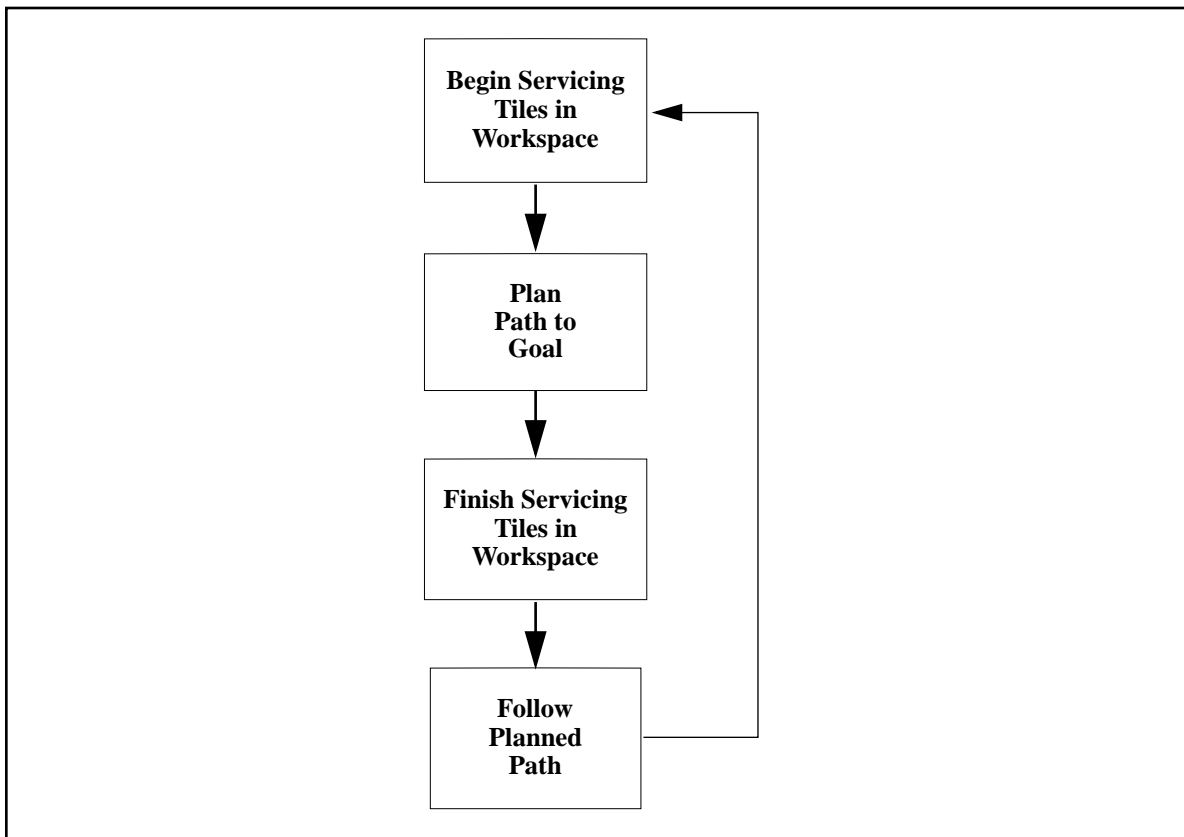 Begin Servicing
Tiles in
Workspace
Plan
Path to
Goal
Finish Servicing
Tiles in
Workspace
Follow
Planned
Path